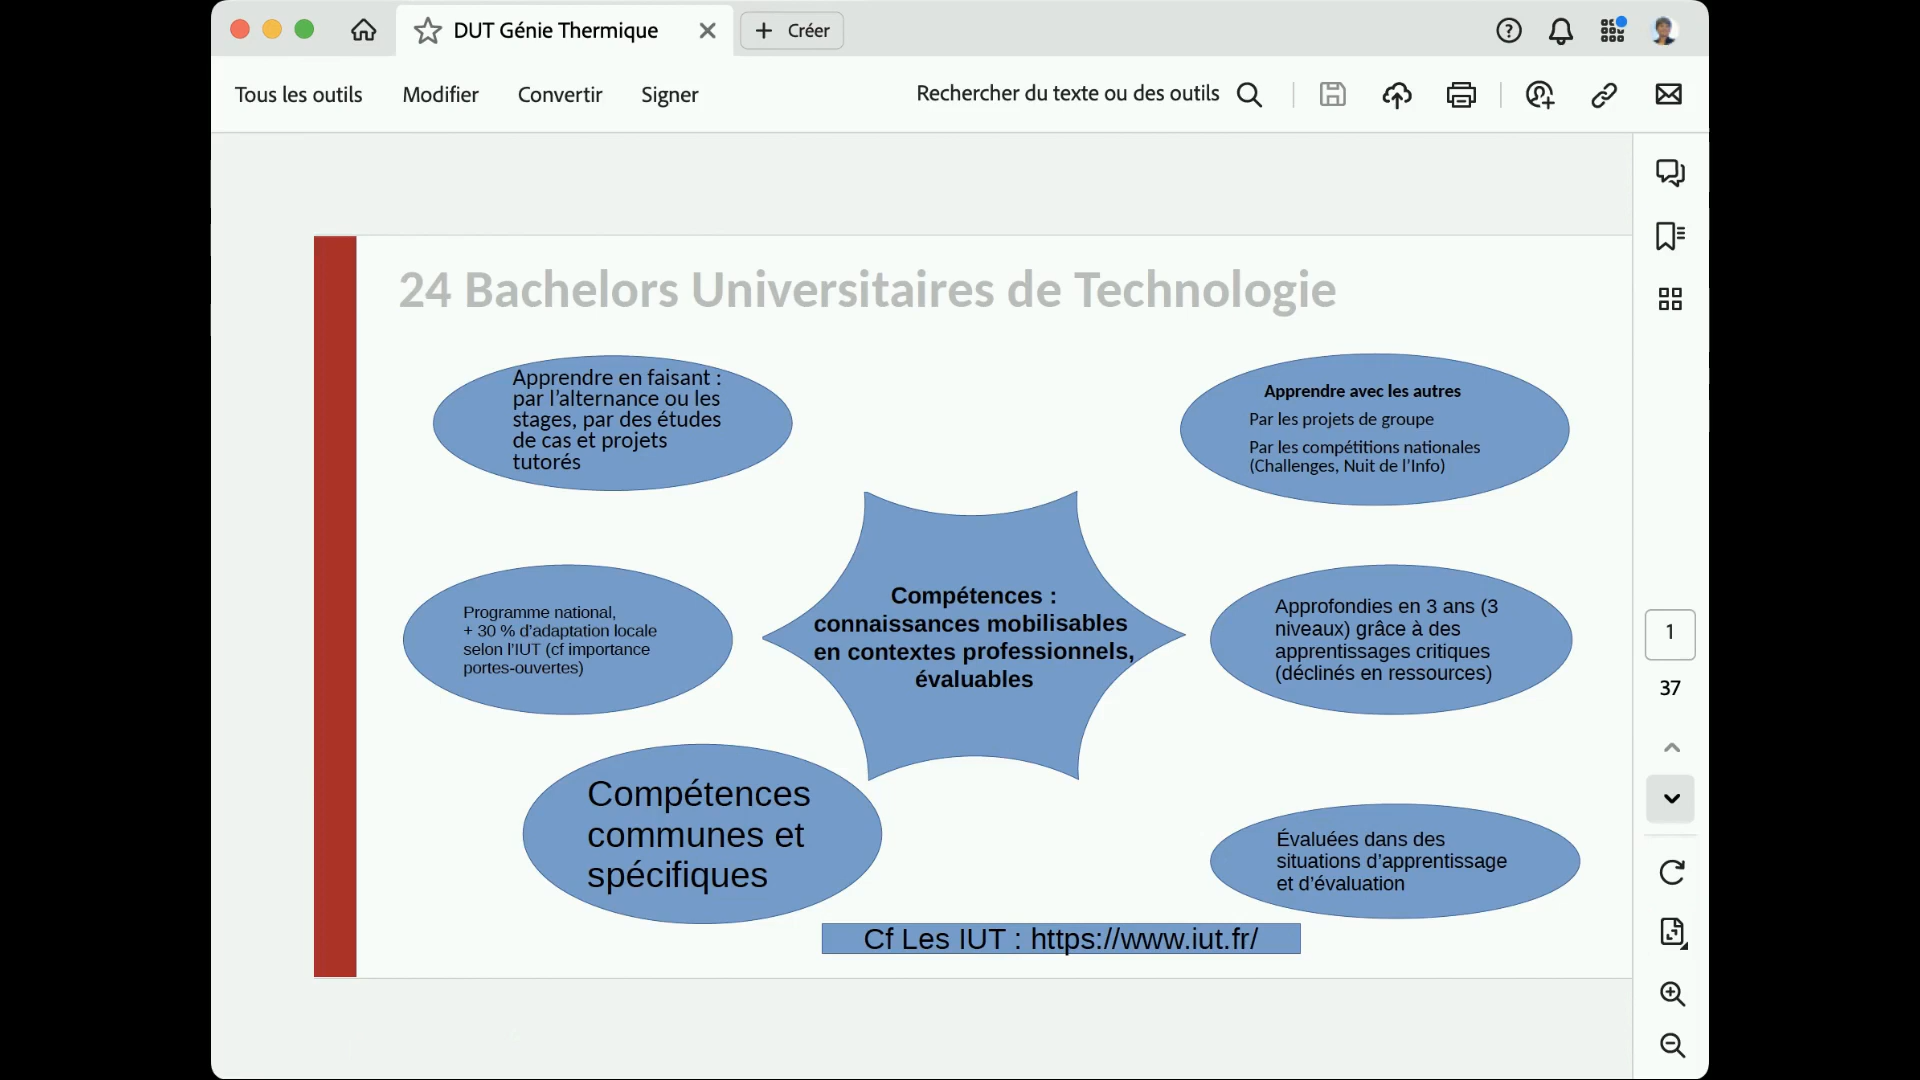 DUT Génie Thermique
Créer
Tous les outils
Modifier
Convertir
Signer
Rechercher du texte ou des outils
24 Bachelors Universitaires de Technologie
Apprendre en faisant :
par l’alternance ou les
stages, par des études
de cas et projets
tutorés
Apprendre avec les autres
Par les projets de groupe
Par les compétitions nationales
(Challenges, Nuit de l’Info)
Compétences :
connaissances mobilisables
en contextes professionnels,
évaluables
Programme national,
+ 30 % d’adaptation locale
selon l’IUT (cf importance
portes-ouvertes)
Approfondies en 3 ans (3
niveaux) grâce à des
apprentissages critiques
(déclinés en ressources)
Compétences
communes et
spécifiques
Évaluées dans des
situations d’apprentissage
et d’évaluation
Cf Les IUT : https://www.iut.fr/
1
37